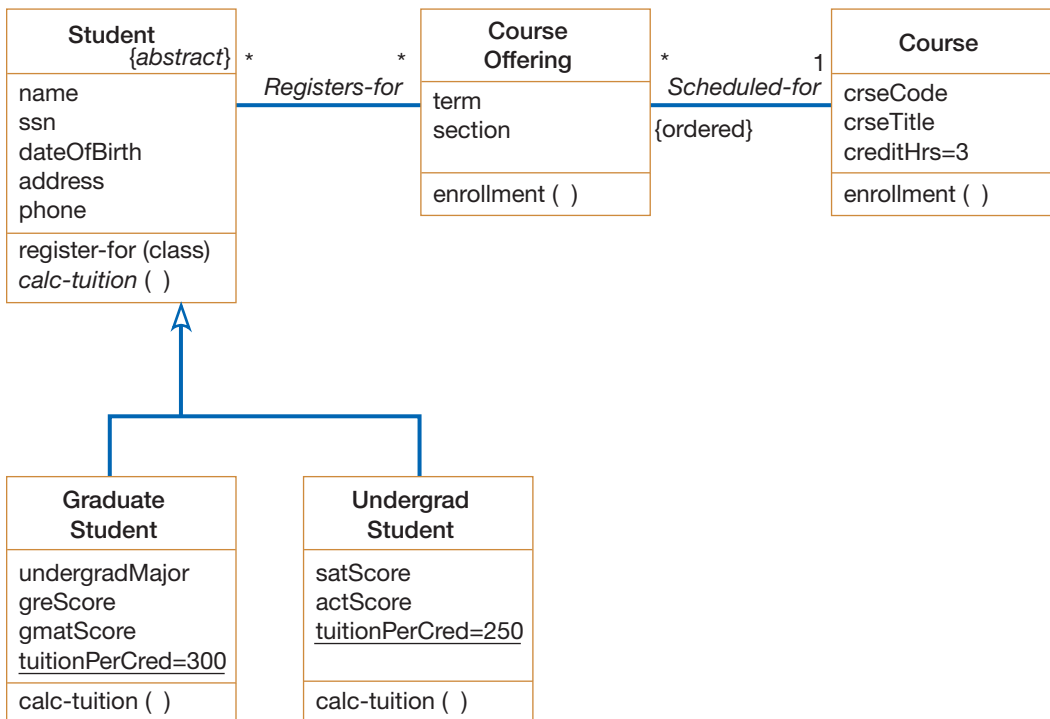 Student
{abstract}
name
ssn
dateOfBirth
address
phone
register-for (class)
calc-tuition ( )
* *
Registers-for
Course
Offering
term
section
enrollment ( )
* 1
Scheduled-for
{ordered}
Course
crseCode
crseTitle
creditHrs=3
enrollment ( )
Graduate
Student
undergradMajor
greScore
gmatScore
tuitionPerCred=300
calc-tuition ( )
Undergrad
Student
satScore
actScore
tuitionPerCred=250
calc-tuition ( )